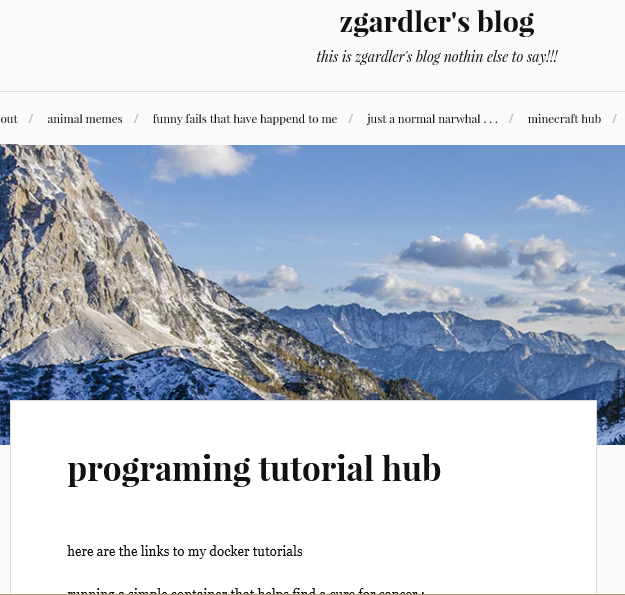 zgardler's blog
this is zgardler's blog nothin else to say!!!
out / animal memes / funny fails that have happend to me / just a normal narwhal . . . / minecraft hub /
programing tutorial hub
here are the links to my docker tutorials
running a simple container that helps find a cure for cancer :